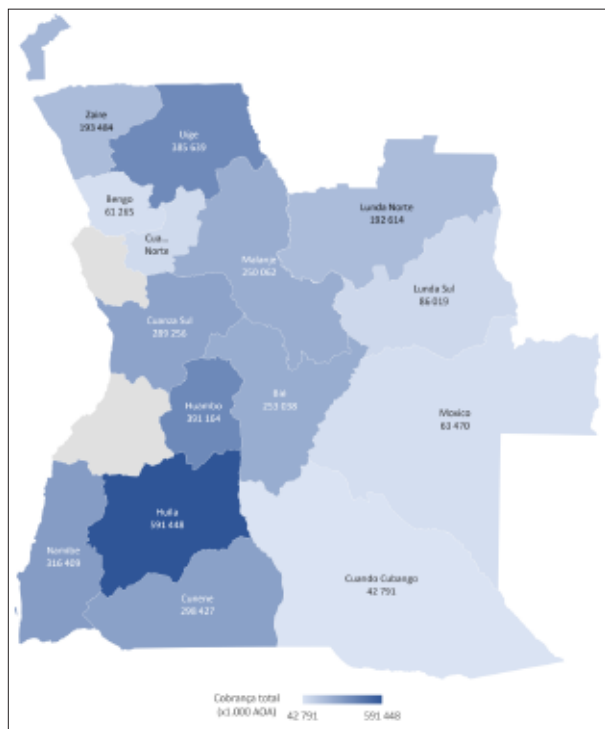 Zaire
193 484
Uíge
385 639
Bengo
61 265
Cua...
Norte
Lunda Norte
192 614
Malanje
250 062
Lunda Sul
86 019
Cuanza Sul
289 256
Huambo
391 164
Bié
253 038
Moxico
63 470
Huíla
591 448
Namibe
316 409
Cuando Cubango
42 791
Cunene
298 427
Cobrança total
(x1.000 AOA)
42 791
591 448